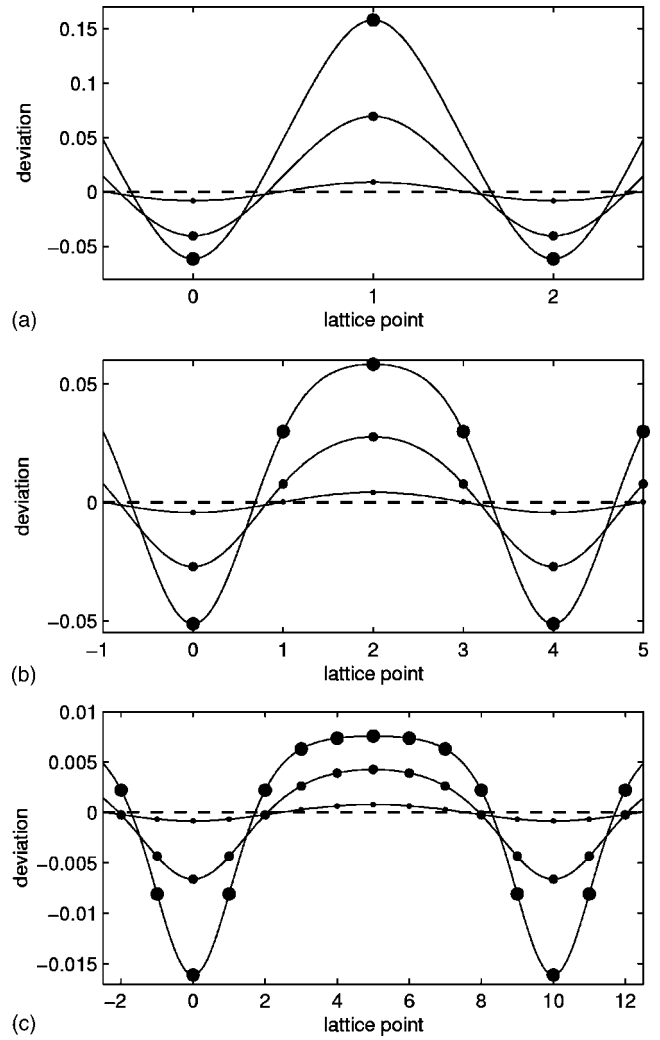 0.15
0.1
0.05
0
−0.05
deviation
0 1 2
lattice point
(a)
0.05
0
−0.05
deviation
−1 0 1 2 3 4 5
lattice point
(b)
0.01
0.005
0
−0.005
−0.01
−0.015
deviation
−2 0 2 4 6 8 10 12
lattice point
(c)